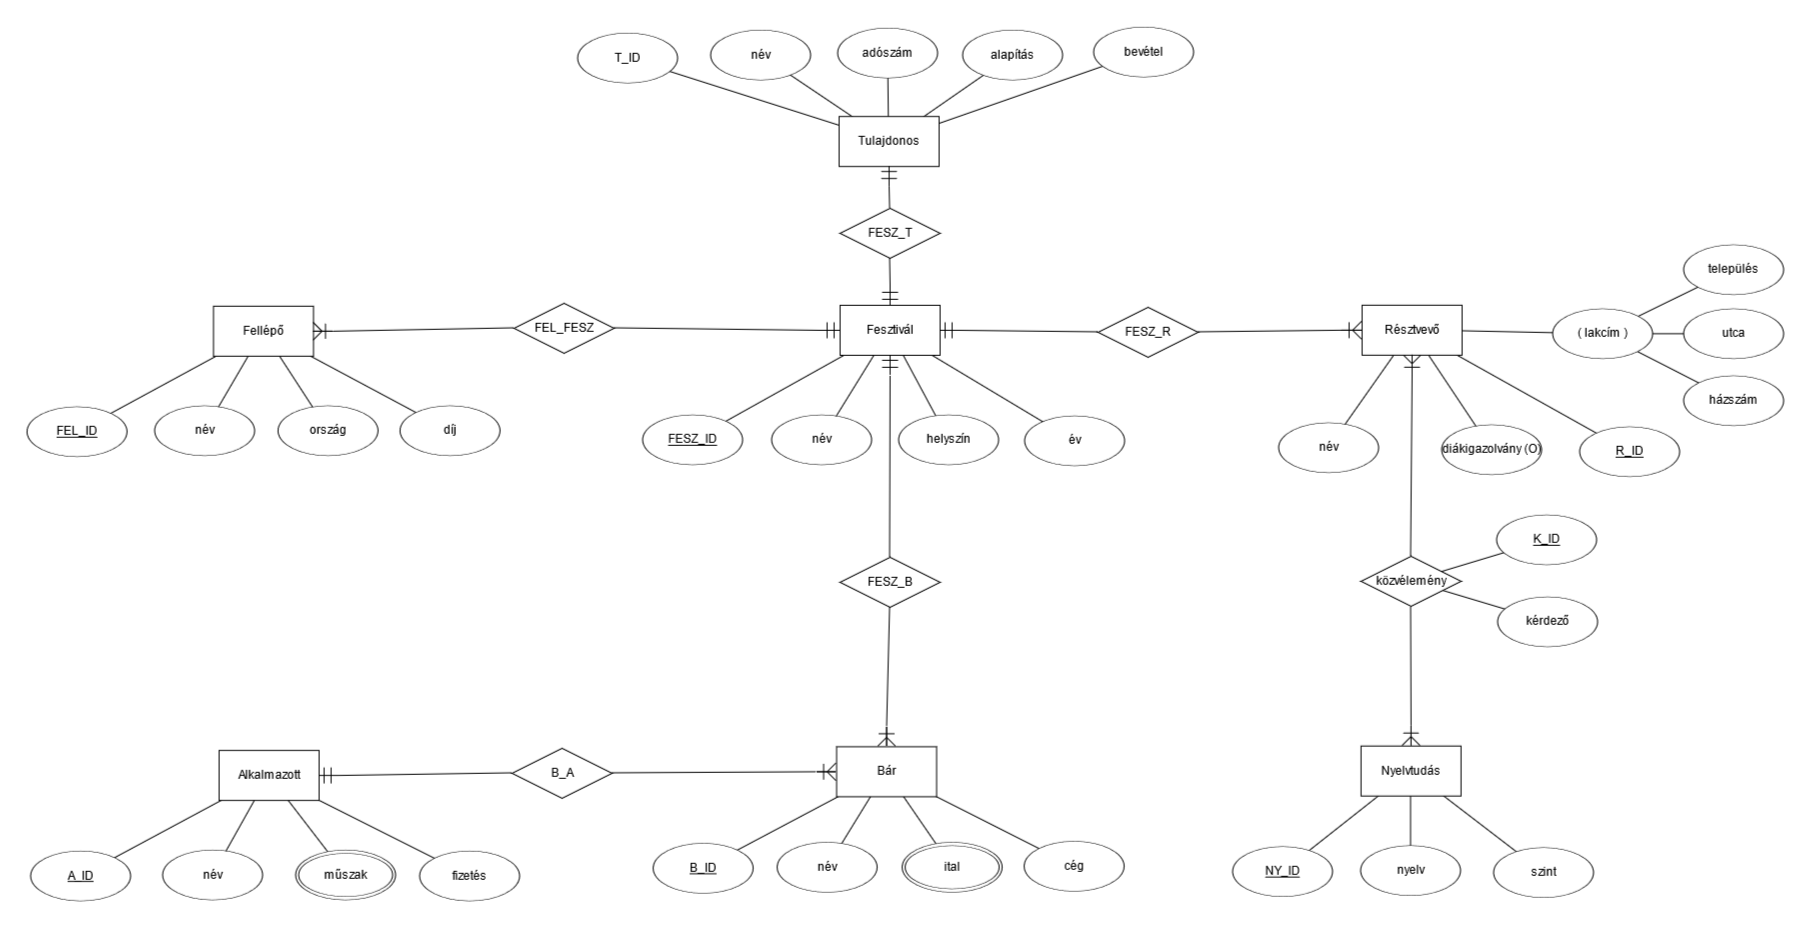 T_ID
név
adószám
alapítás
bevétel
Tulajdonos
FESZ_T
Fellépő
FEL_FESZ
Fesztivál
FESZ_R
Résztvevő
( lakcím )
település
utca
házszám
FEL_ID
név
ország
díj
FESZ_ID
név
helyszín
év
név
diákigazolvány (O)
R_ID
FESZ_B
közvélemény
K_ID
kérdező
Alkalmazott
B_A
Bár
Nyelvtudás
A_ID
név
műszak
fizetés
B_ID
név
ital
cég
NY_ID
nyelv
szint